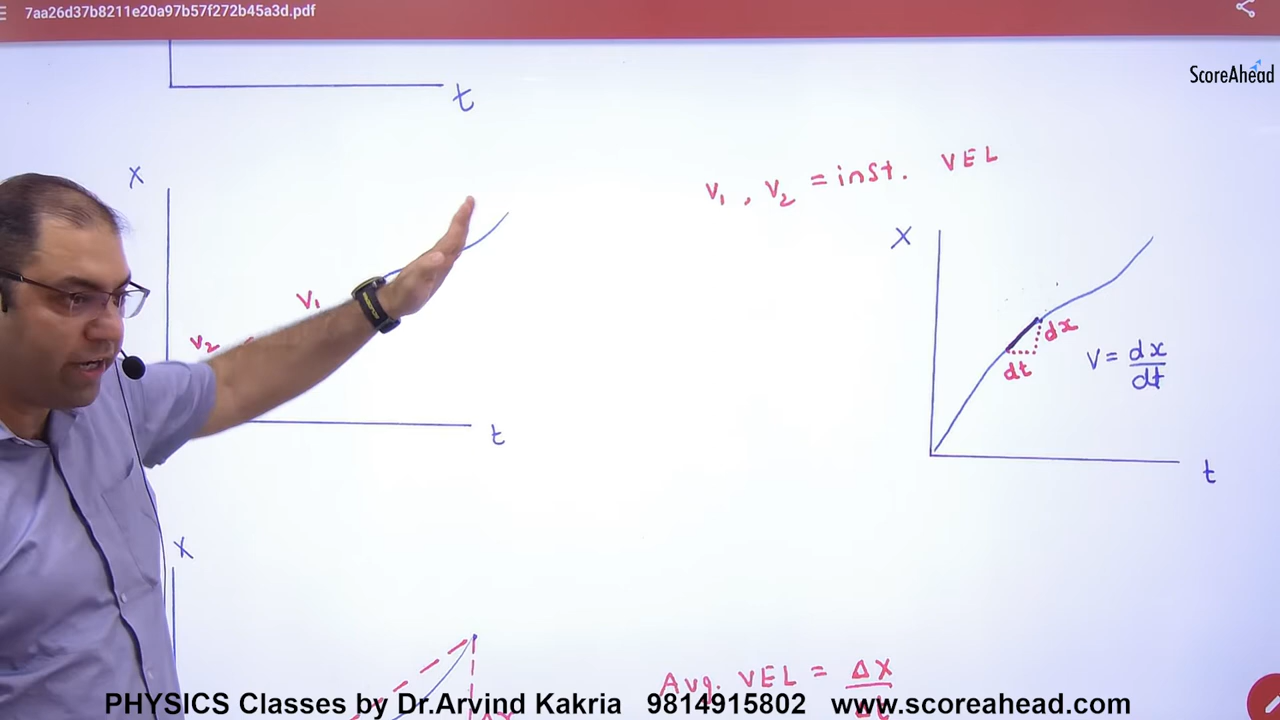 7aa26d37b8211e20a97b57f272b45a3d.pdf
ScoreAhead
t
x
v₁, v₂ = inst. VEL
x
v₁
v₂
dx
dt
V = dx/dt
t
t
x
Avg. VEL = Δx
PHYSICS Classes by Dr.Arvind Kakria 9814915802 www.scoreahead.com